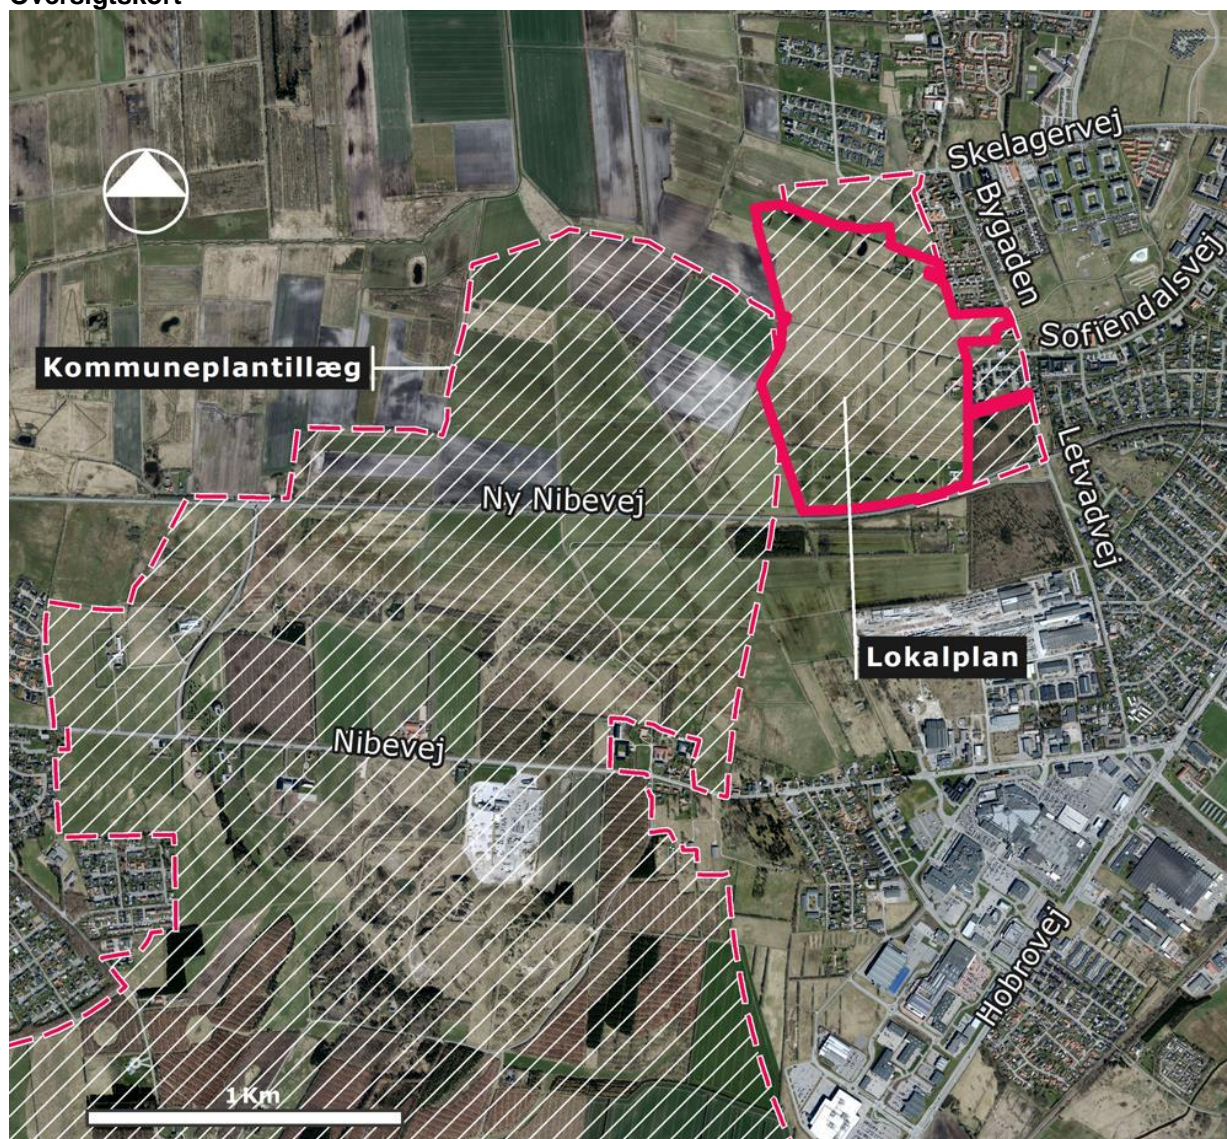 Oversigtskort
Skelagervej
Bygaden
Sofiendalsvej
Kommuneplantillæg
Letvadvej
Ny Nibevej
Lokalplan
Nibevej
Hobrovej
1 Km